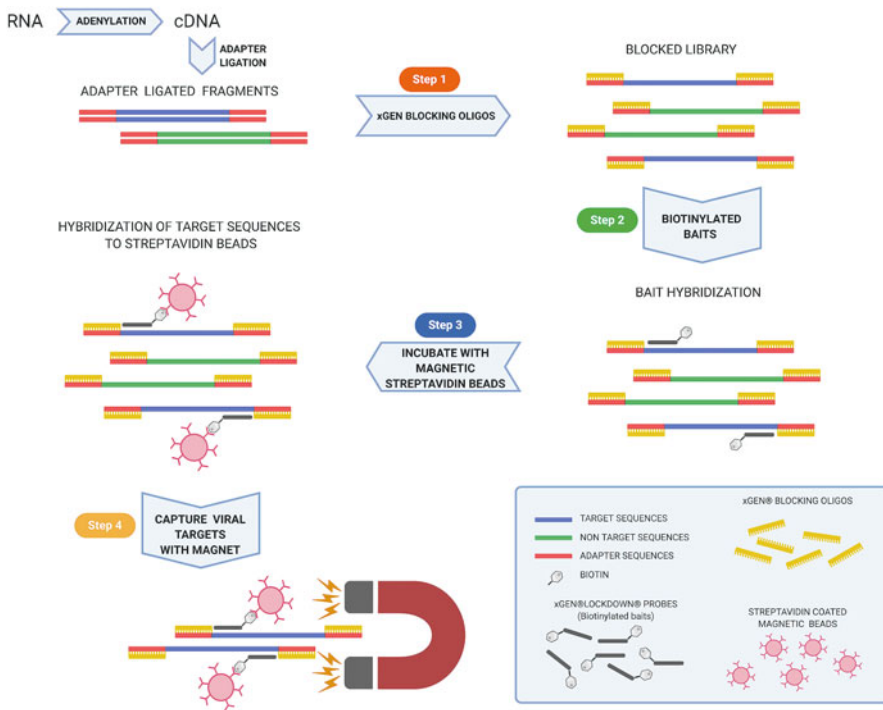 RNA
ADENYLATION
cDNA
ADAPTER
LIGATION
ADAPTER LIGATED FRAGMENTS
Step 1
xGEN BLOCKING OLIGOS
BLOCKED LIBRARY
Step 2
BIOTINYLATED
BAITS
BAIT HYBRIDIZATION
Step 3
INCUBATE WITH
MAGNETIC
STREPTAVIDIN BEADS
HYBRIDIZATION OF TARGET SEQUENCES
TO STREPTAVIDIN BEADS
Step 4
CAPTURE VIRAL
TARGETS
WITH MAGNET
TARGET SEQUENCES
NON TARGET SEQUENCES
ADAPTER SEQUENCES
BIOTIN
xGEN® BLOCKING OLIGOS
xGEN®LOCKDOWN® PROBES
(Biotinylated baits)
STREPTAVIDIN COATED
MAGNETIC BEADS